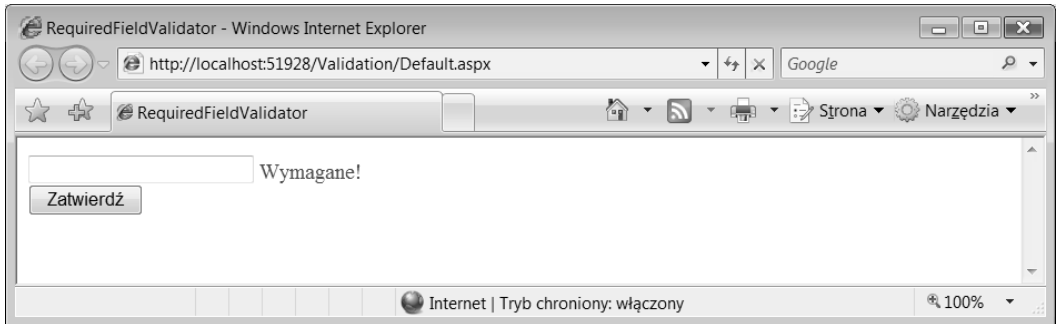 RequiredFieldValidator - Windows Internet Explorer
http://localhost:51928/Validation/Default.aspx
Google
RequiredFieldValidator
Strona
Narzędzia
Wymagane!
Zatwierdź
Internet | Tryb chroniony: włączony
100%